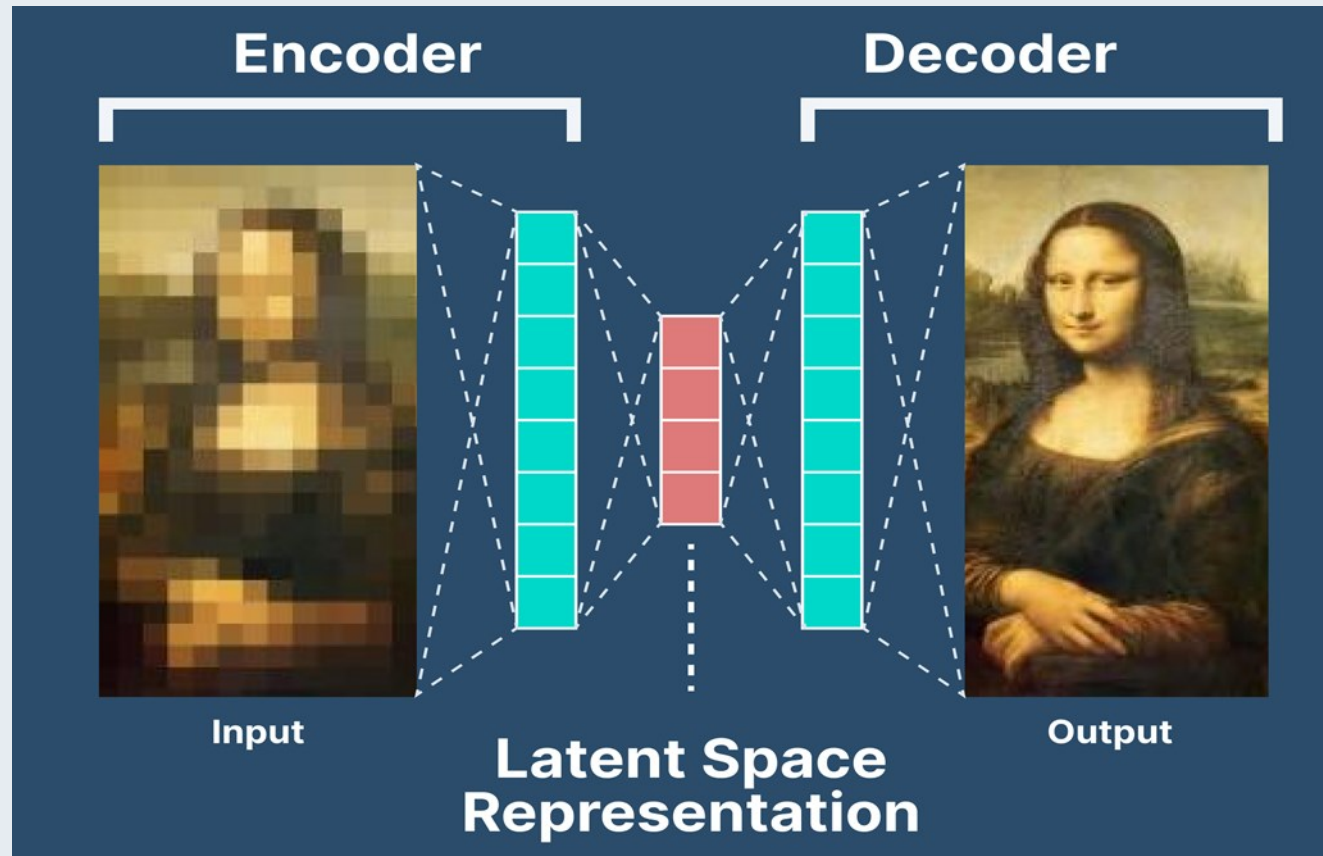 Encoder
Decoder
Input
Output
Latent Space
Representation